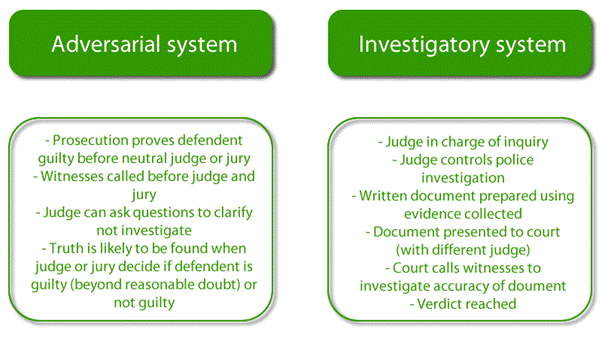 Adversarial system
- Prosecution proves defendent
guilty before neutral judge or jury
- Witnesses called before judge and
jury
- Judge can ask questions to clarify
not investigate
- Truth is likely to be found when
judge or jury decide if defendent is
guilty (beyond reasonable doubt) or
not guilty
Investigatory system
- Judge in charge of inquiry
- Judge controls police
investigation
- Written document prepared using
evidence collected
- Document presented to court
(with different judge)
- Court calls witnesses to
investigate accuracy of doument
- Verdict reached